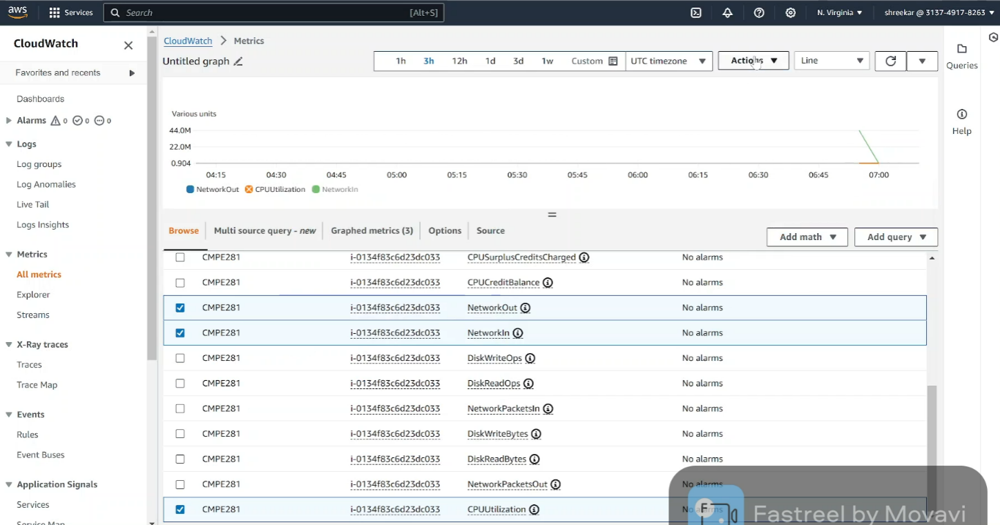 aws Services Search [Alt+S] N. Virginia shreekar @ 3137-4917-8263
CloudWatch
Favorites and recents
Dashboards
Alarms 0 0 0
Logs
Log groups
Log Anomalies
Live Tail
Logs Insights
Metrics
All metrics
Explorer
Streams
X-Ray traces
Traces
Trace Map
Events
Rules
Event Buses
Application Signals
Services
Service Map
CloudWatch > Metrics
Untitled graph 1h 3h 12h 1d 3d 1w Custom UTC timezone Actions Line
Various units
44.0M
22.0M
0.904
04:15 04:30 04:45 05:00 05:15 05:30 05:45 06:00 06:15 06:30 06:45 07:00
NetworkOut CPUUtilization NetworkIn
Browse Multi source query - new Graphed metrics (3) Options Source Add math Add query
CMPE281 i-0134f83c6d23dc033 CPUSurplusCreditsCharged No alarms
CMPE281 i-0134f83c6d23dc033 CPUCreditBalance No alarms
CMPE281 i-0134f83c6d23dc033 NetworkOut No alarms
CMPE281 i-0134f83c6d23dc033 NetworkIn No alarms
CMPE281 i-0134f83c6d23dc033 DiskWriteOps No alarms
CMPE281 i-0134f83c6d23dc033 DiskReadOps No alarms
CMPE281 i-0134f83c6d23dc033 NetworkPacketsIn No alarms
CMPE281 i-0134f83c6d23dc033 DiskWriteBytes No alarms
CMPE281 i-0134f83c6d23dc033 DiskReadBytes No alarms
CMPE281 i-0134f83c6d23dc033 NetworkPacketsOut No alarms
CMPE281 i-0134f83c6d23dc033 CPUUtilization No alarms
Queries
Help
F Fastreel by Movavi